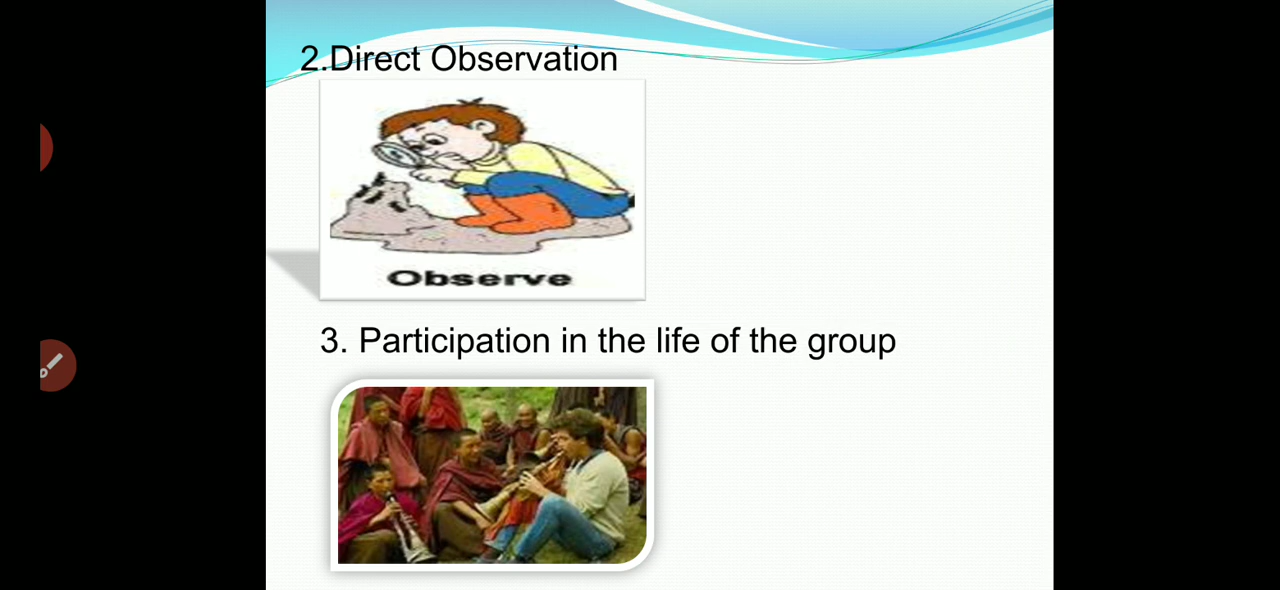 2.Direct Observation
Observe
3. Participation in the life of the group